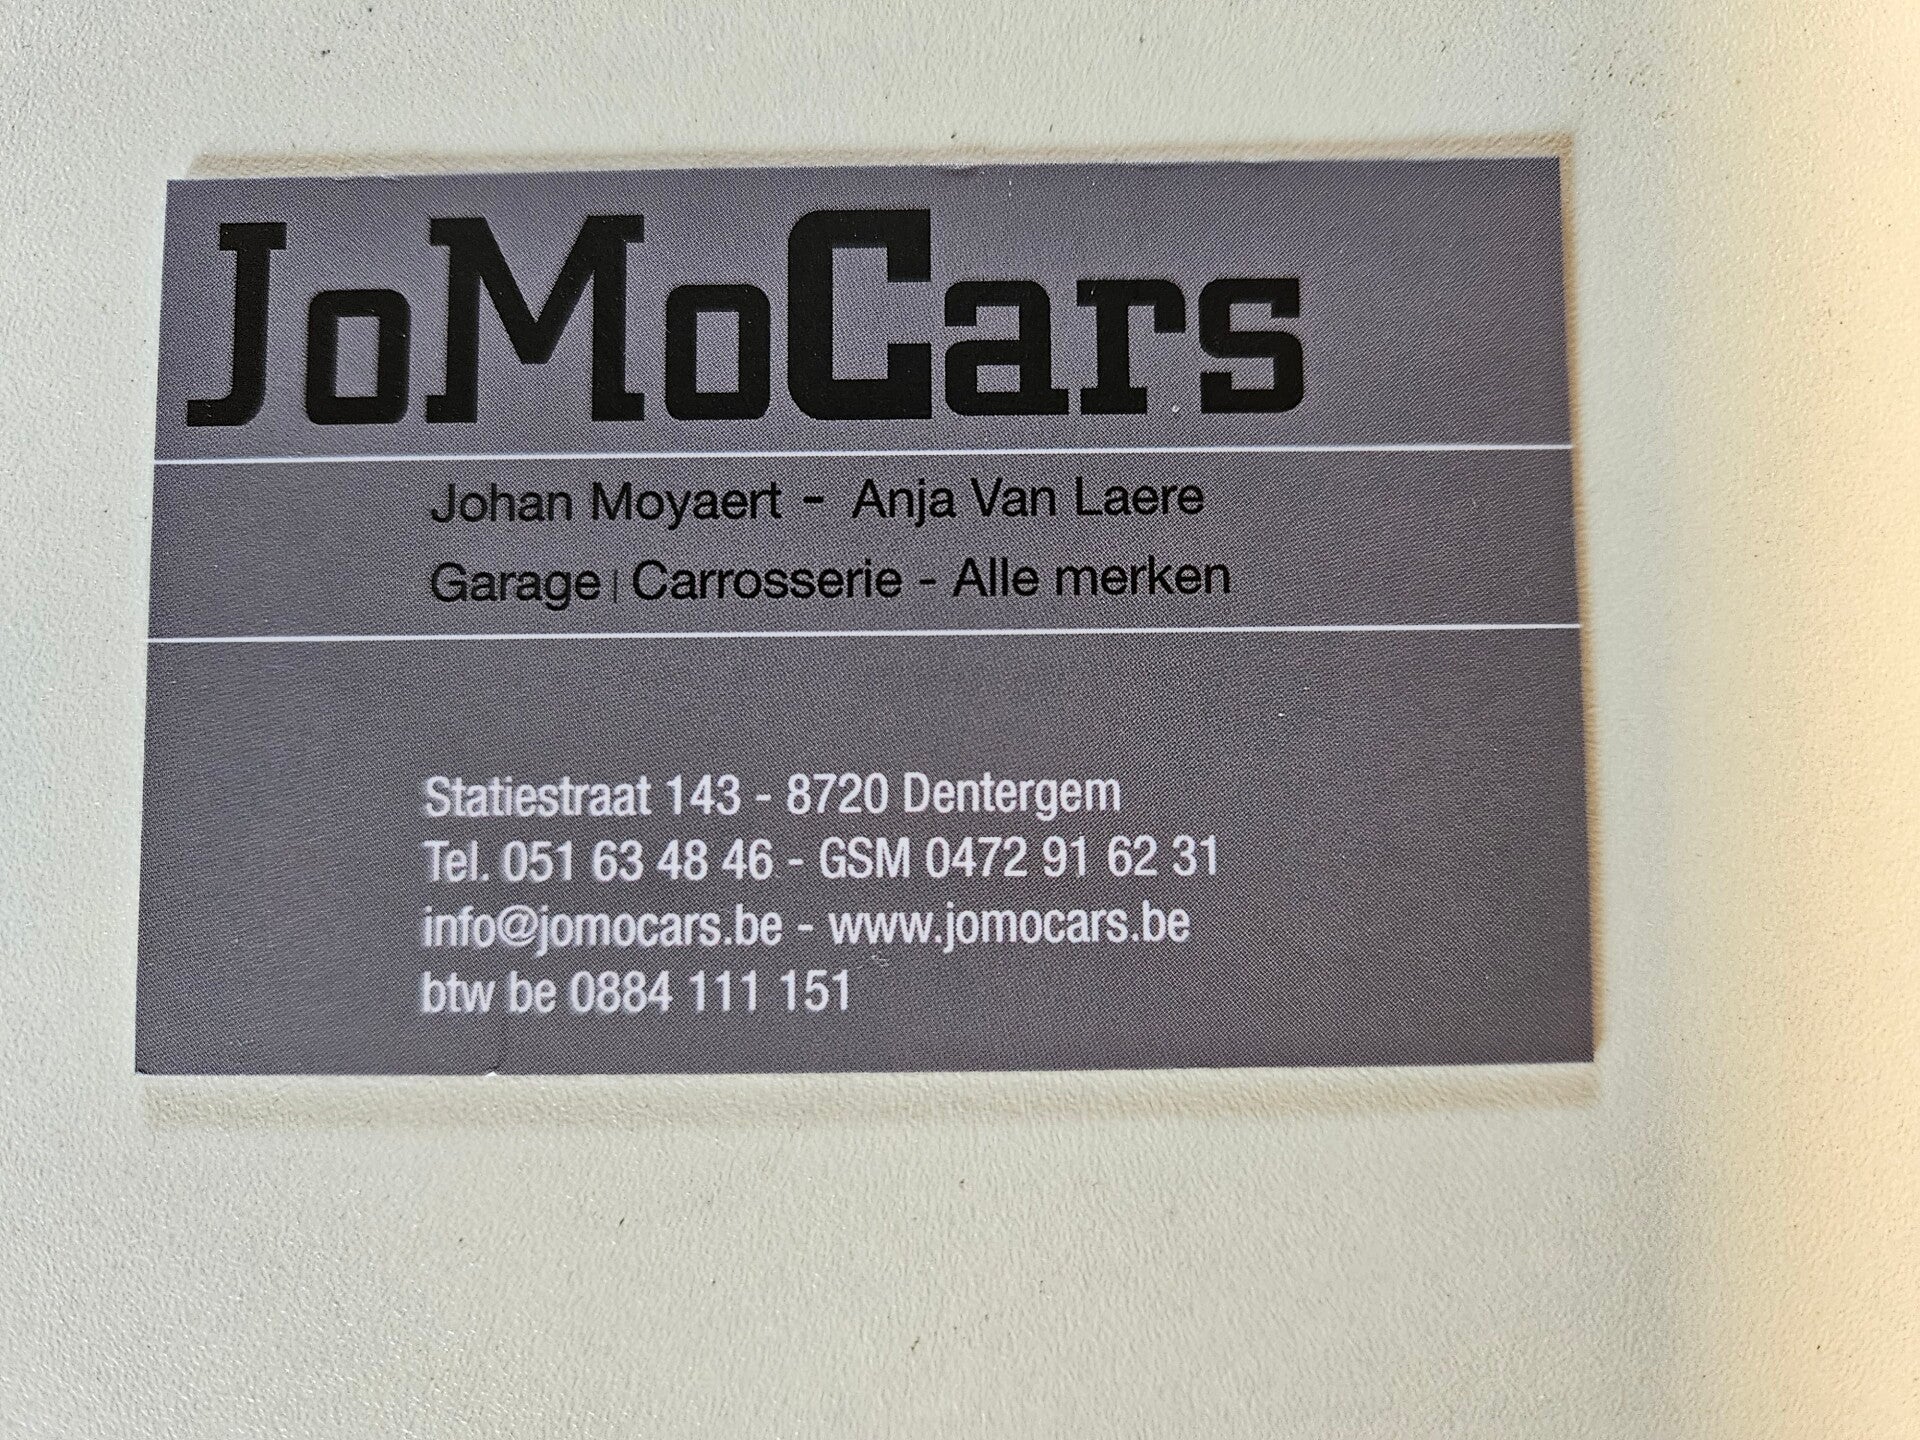 JoMoCars
Johan Moyaert - Anja Van Laere
Garage | Carrosserie - Alle merken
Statiestraat 143 - 8720 Dentergem
Tel. 051 63 48 46 - GSM 0472 91 62 31
info@jomocars.be - www.jomocars.be
btw be 0884 111 151